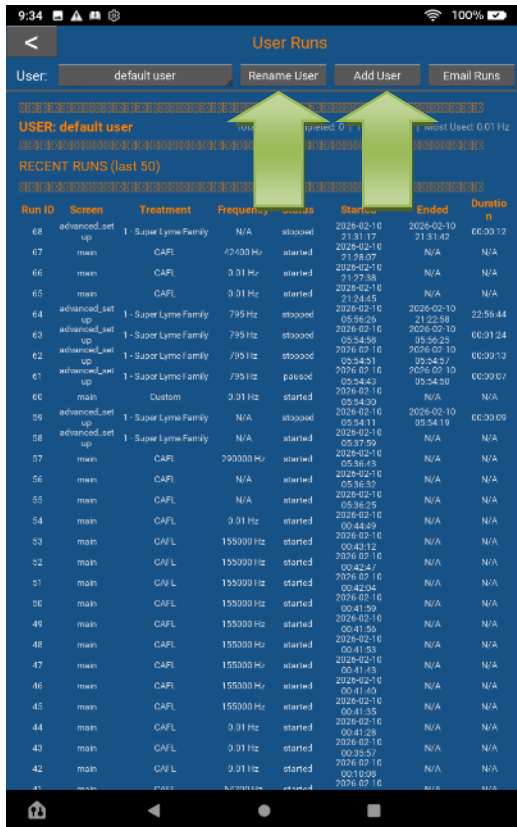 9:34 100%
< User Runs
User: default user Rename User Add User Email Runs
USER: default user Most Used: 0.01 Hz
RECENT RUNS (last 50)
Run ID Screen Treatment Frequency Status Started Ended Duration
68 advanced_setup 1 - Super Lyme Family N/A stopped 2026-02-10 21:31:17 2026-02-10 21:31:42 00:00:12
67 main CAFL 42400 Hz started 2026-02-10 21:28:07 N/A N/A
66 main CAFL 0.01 Hz started 2026-02-10 21:27:38 N/A N/A
65 main CAFL 0.01 Hz started 2026-02-10 21:24:45 N/A N/A
64 advanced_setup 1 - Super Lyme Family 795 Hz stopped 2026-02-10 05:56:26 2026-02-10 21:22:58 22:56:44
63 advanced_setup 1 - Super Lyme Family 795 Hz stopped 2026-02-10 05:54:58 2026-02-10 05:56:25 00:01:24
62 advanced_setup 1 - Super Lyme Family 795 Hz stopped 2026-02-10 05:54:51 2026-02-10 05:54:57 00:00:13
61 advanced_setup 1 - Super Lyme Family 795 Hz paused 2026-02-10 05:54:43 2026-02-10 05:54:50 00:00:07
60 main Custom 0.01 Hz started 2026-02-10 05:54:30 N/A N/A
59 advanced_setup 1 - Super Lyme Family N/A stopped 2026-02-10 05:54:11 2026-02-10 05:54:19 00:00:09
58 advanced_setup 1 - Super Lyme Family N/A started 2026-02-10 05:37:59 N/A N/A
57 main CAFL 290000 Hz started 2026-02-10 05:36:43 N/A N/A
56 main CAFL N/A started 2026-02-10 05:36:32 N/A N/A
55 main CAFL N/A started 2026-02-10 05:36:25 N/A N/A
54 main CAFL 0.01 Hz started 2026-02-10 00:44:49 N/A N/A
53 main CAFL 155000 Hz started 2026-02-10 00:43:12 N/A N/A
52 main CAFL 155000 Hz started 2026-02-10 00:42:47 N/A N/A
51 main CAFL 155000 Hz started 2026-02-10 00:42:04 N/A N/A
50 main CAFL 155000 Hz started 2026-02-10 00:41:59 N/A N/A
49 main CAFL 155000 Hz started 2026-02-10 00:41:56 N/A N/A
48 main CAFL 155000 Hz started 2026-02-10 00:41:53 N/A N/A
47 main CAFL 155000 Hz started 2026-02-10 00:41:43 N/A N/A
46 main CAFL 155000 Hz started 2026-02-10 00:41:40 N/A N/A
45 main CAFL 155000 Hz started 2026-02-10 00:41:35 N/A N/A
44 main CAFL 0.01 Hz started 2026-02-10 00:41:28 N/A N/A
43 main CAFL 0.01 Hz started 2026-02-10 00:35:57 N/A N/A
42 main CAFL 0.01 Hz started 2026-02-10 00:18:08 N/A N/A
41 main CAFL started 2026-02-10 N/A N/A